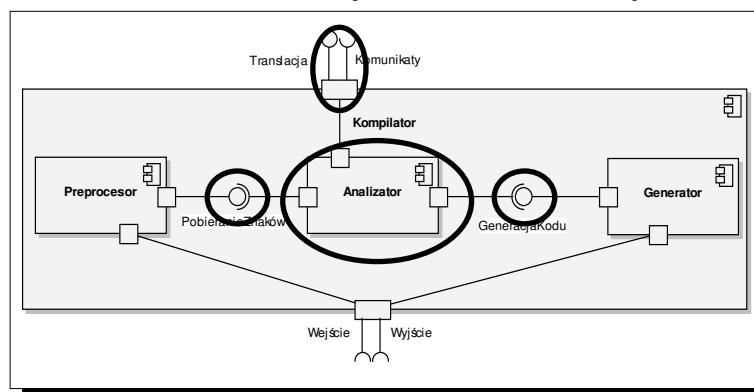 Translacja
Komunikaty
Kompilator
Preprocesor
Analizator
Generator
PobieranieZnaków
GeneracjaKodu
Wejście
Wyjście